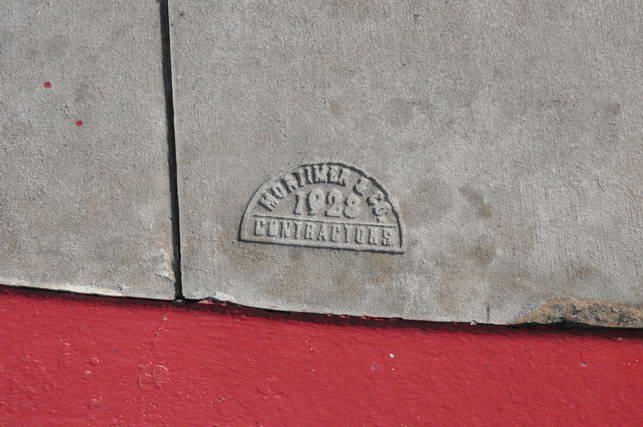 MORTIMER & CO.
1928
CONTRACTORS.